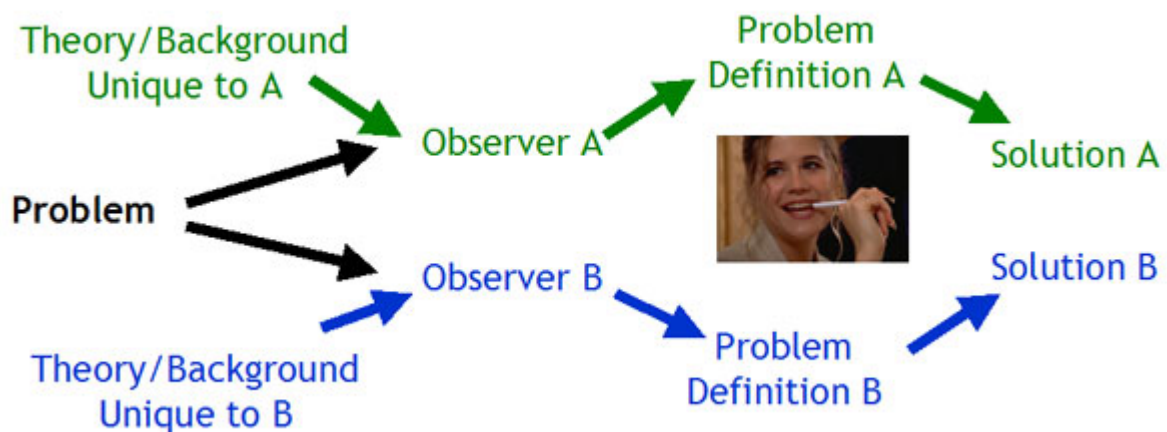 Theory/Background
Unique to A
Problem
Definition A
Observer A
Solution A
Problem
Observer B
Solution B
Problem
Definition B
Theory/Background
Unique to B